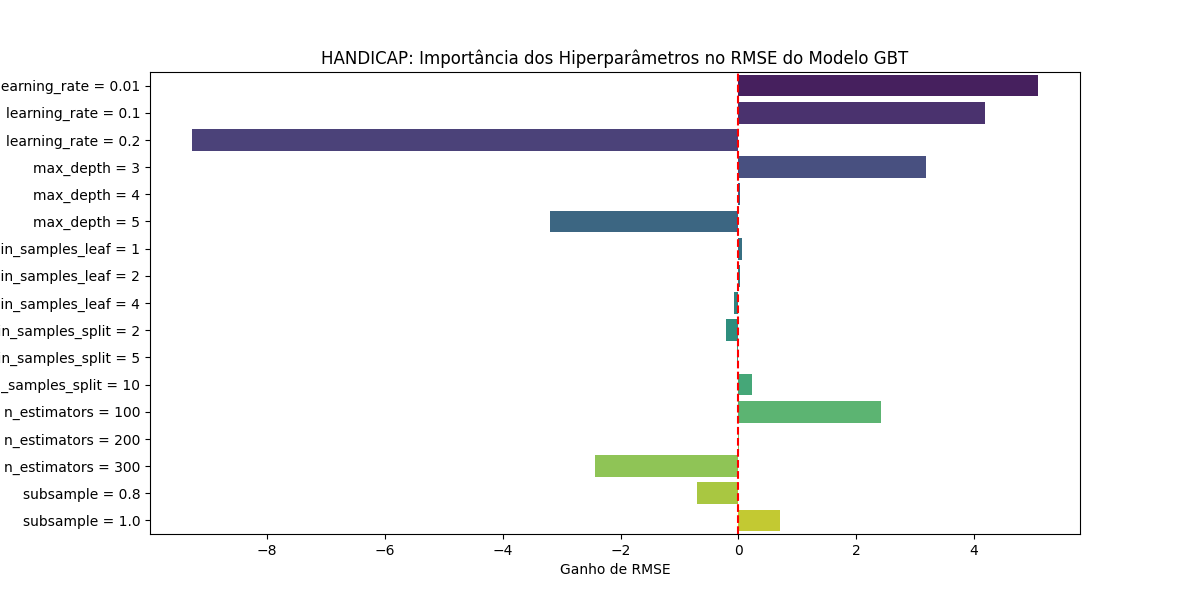 HANDICAP: Importância dos Hiperparâmetros no RMSE do Modelo GBT
earning_rate = 0.01
learning_rate = 0.1
learning_rate = 0.2
max_depth = 3
max_depth = 4
max_depth = 5
in_samples_leaf = 1
in_samples_leaf = 2
in_samples_leaf = 4
n_samples_split = 2
n_samples_split = 5
_samples_split = 10
n_estimators = 100
n_estimators = 200
n_estimators = 300
subsample = 0.8
subsample = 1.0
−8 −6 −4 −2 0 2 4
Ganho de RMSE